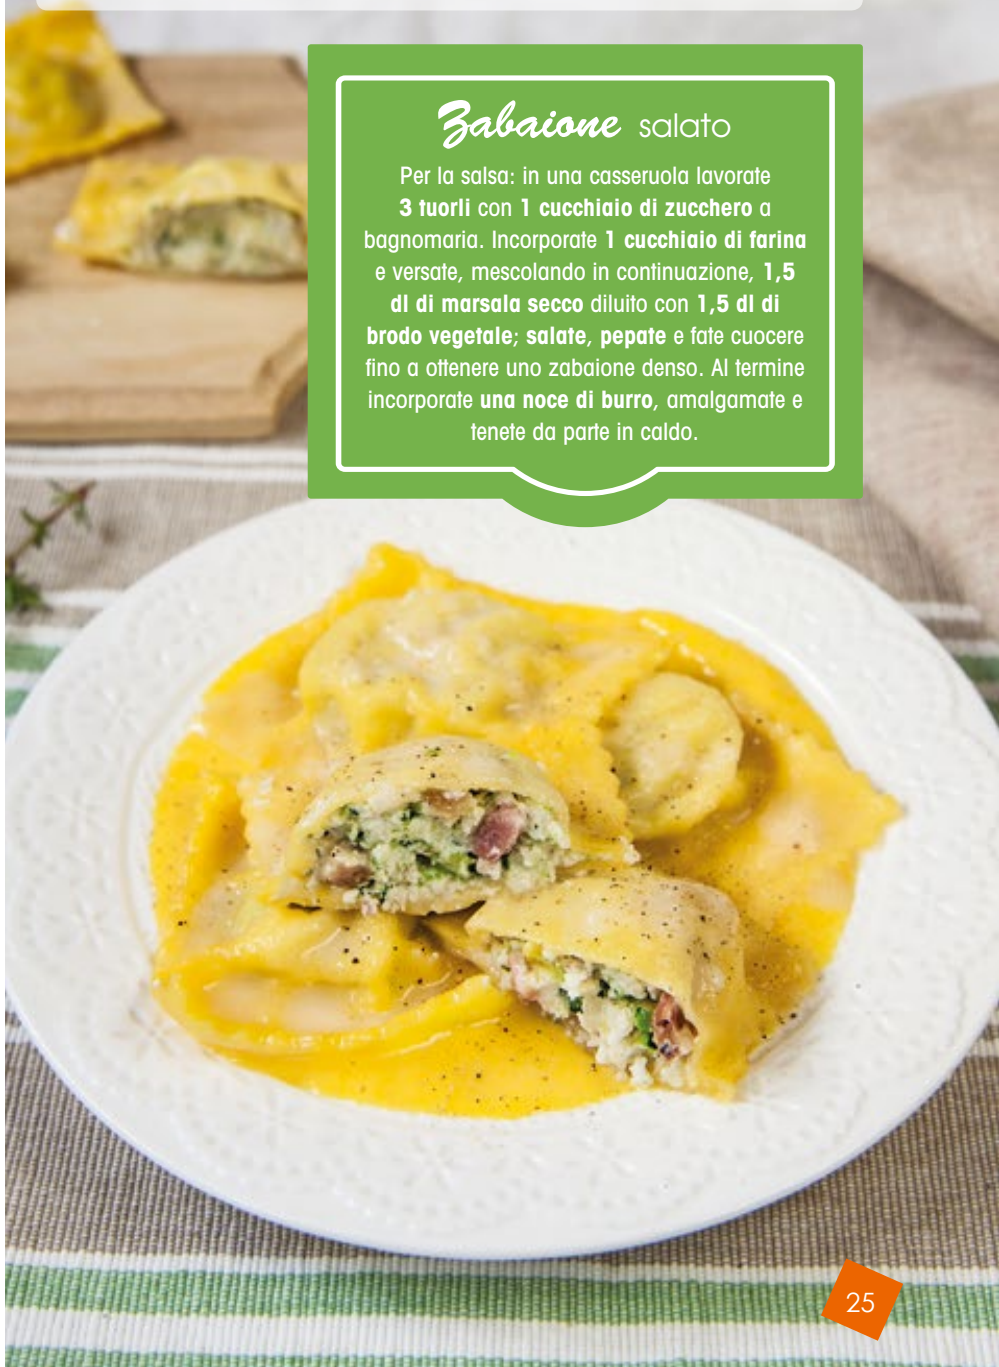 Zabaione salato
Per la salsa: in una casseruola lavorate
3 tuorli con 1 cucchiaio di zucchero a
bagnomaria. Incorporate 1 cucchiaio di farina
e versate, mescolando in continuazione, 1,5
dl di marsala secco diluito con 1,5 dl di
brodo vegetale; salate, pepate e fate cuocere
fino a ottenere uno zabaione denso. Al termine
incorporate una noce di burro, amalgamate e
tenete da parte in caldo.
25